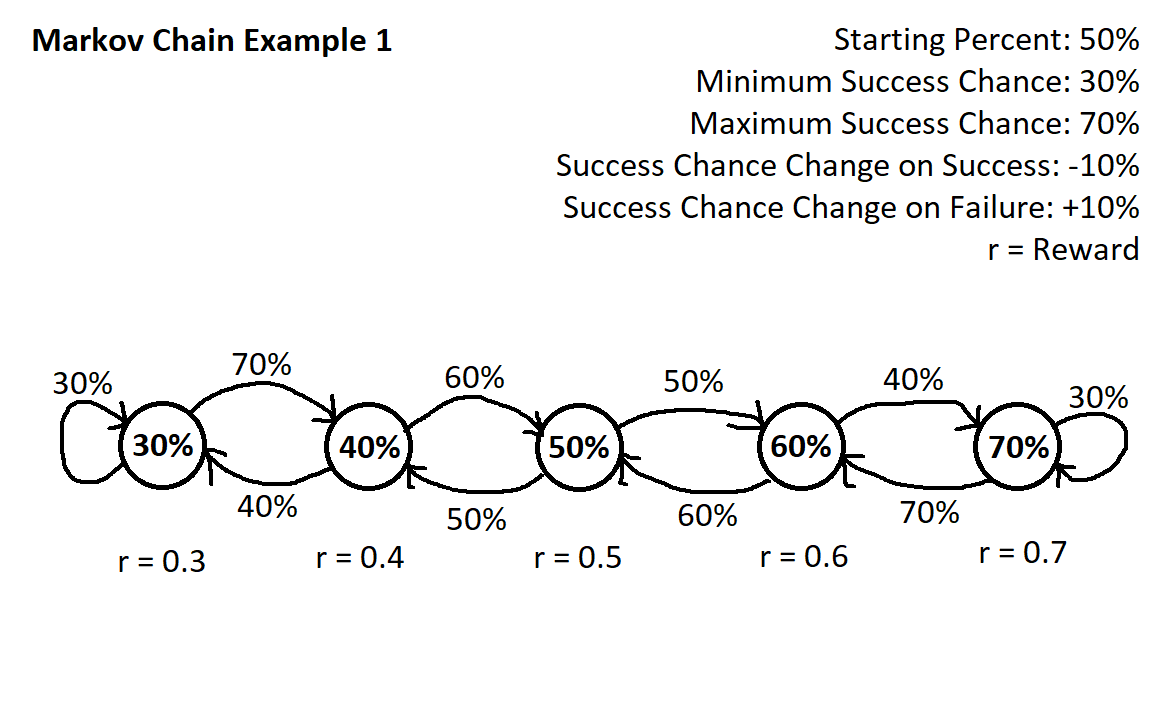 Markov Chain Example 1
Starting Percent: 50%
Minimum Success Chance: 30%
Maximum Success Chance: 70%
Success Chance Change on Success: -10%
Success Chance Change on Failure: +10%
r = Reward
30%
70%
60%
50%
40%
30%
30%
40%
50%
60%
70%
40%
50%
60%
70%
r = 0.3
r = 0.4
r = 0.5
r = 0.6
r = 0.7